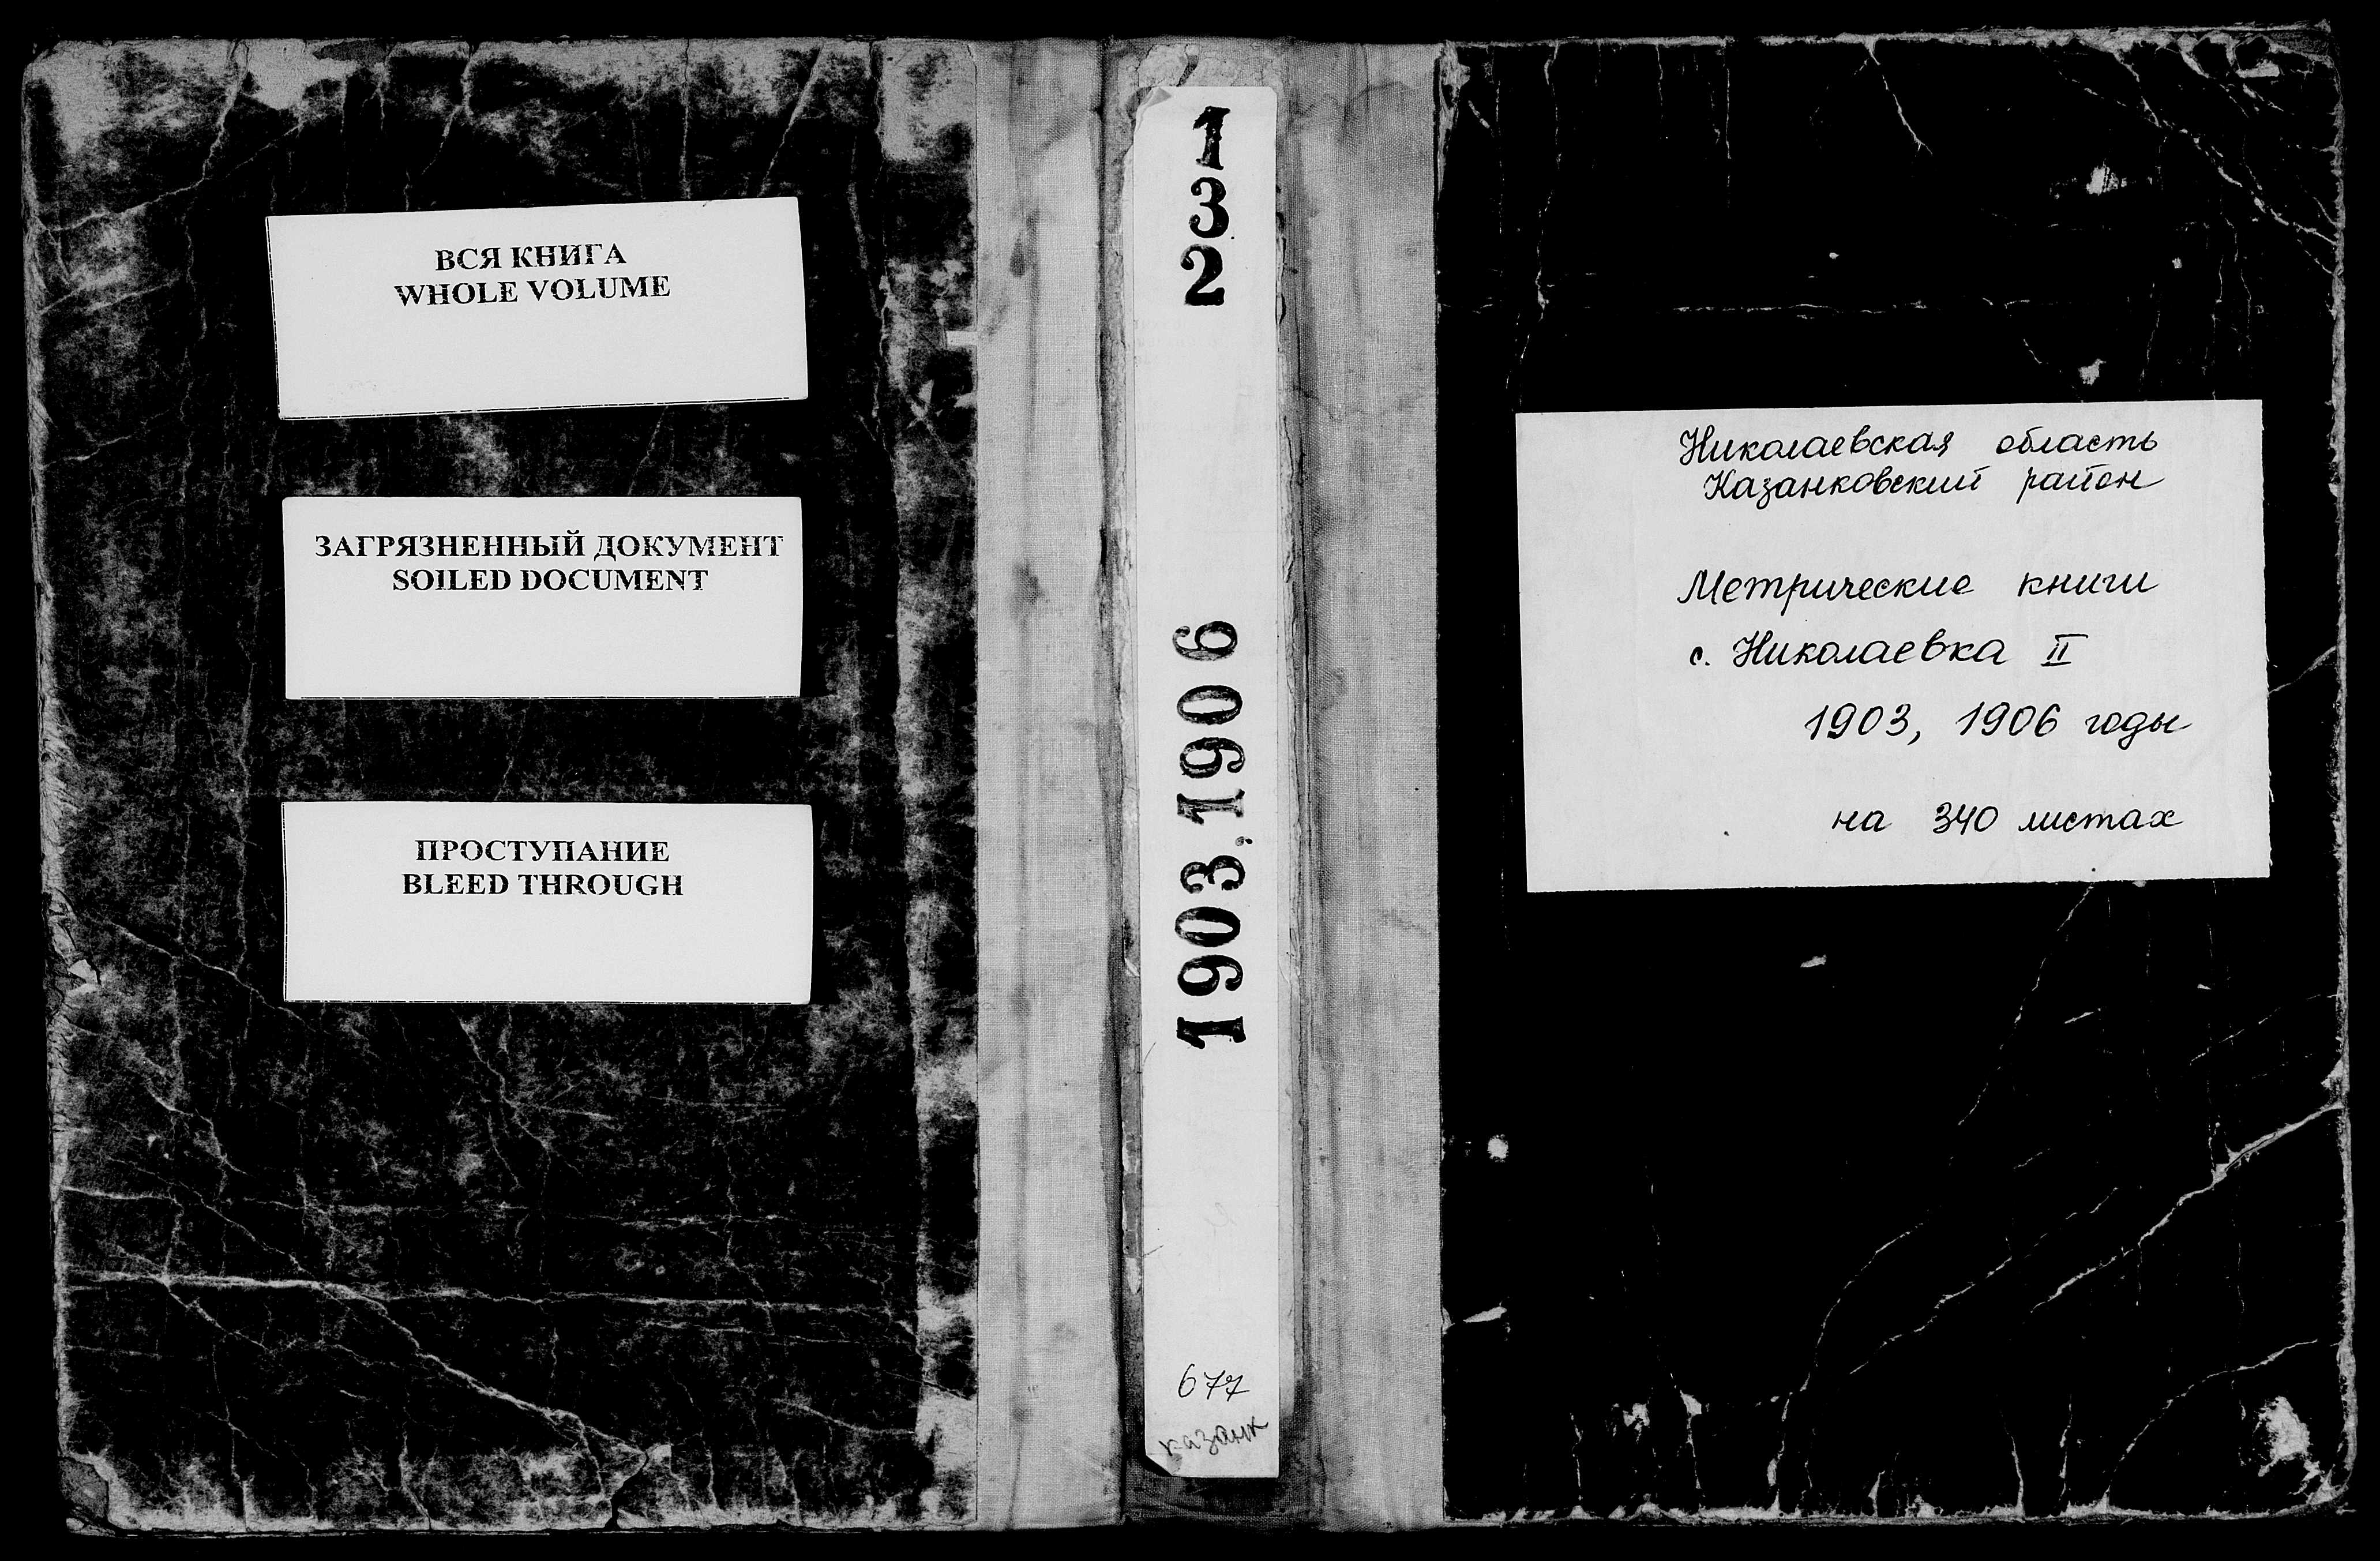 ВСЯ КНИГА
WHOLE VOLUME
ЗАГРЯЗНЕННЫЙ ДОКУМЕНТ
SOILED DOCUMENT
ПРОСТУПАНИЕ
BLEED THROUGH
132
1903,1906
677
казанк
Николаевская область
Казанковский район
Метрические книги
с. Николаевка II
1903, 1906 годы
на 340 листах